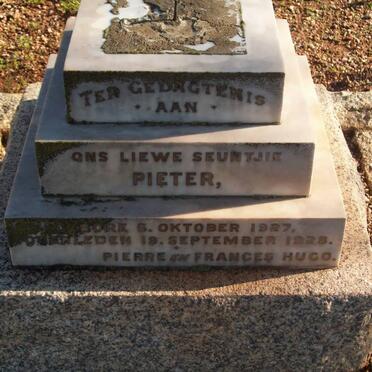 TER GEDAGTENIS
AAN
ONS LIEWE SEUNTJIE
PIETER,
GEBORE 6. OKTOBER 1927.
OORLEDEN 19. SEPTEMBER 1928.
PIERRE EN FRANCES HUGO.